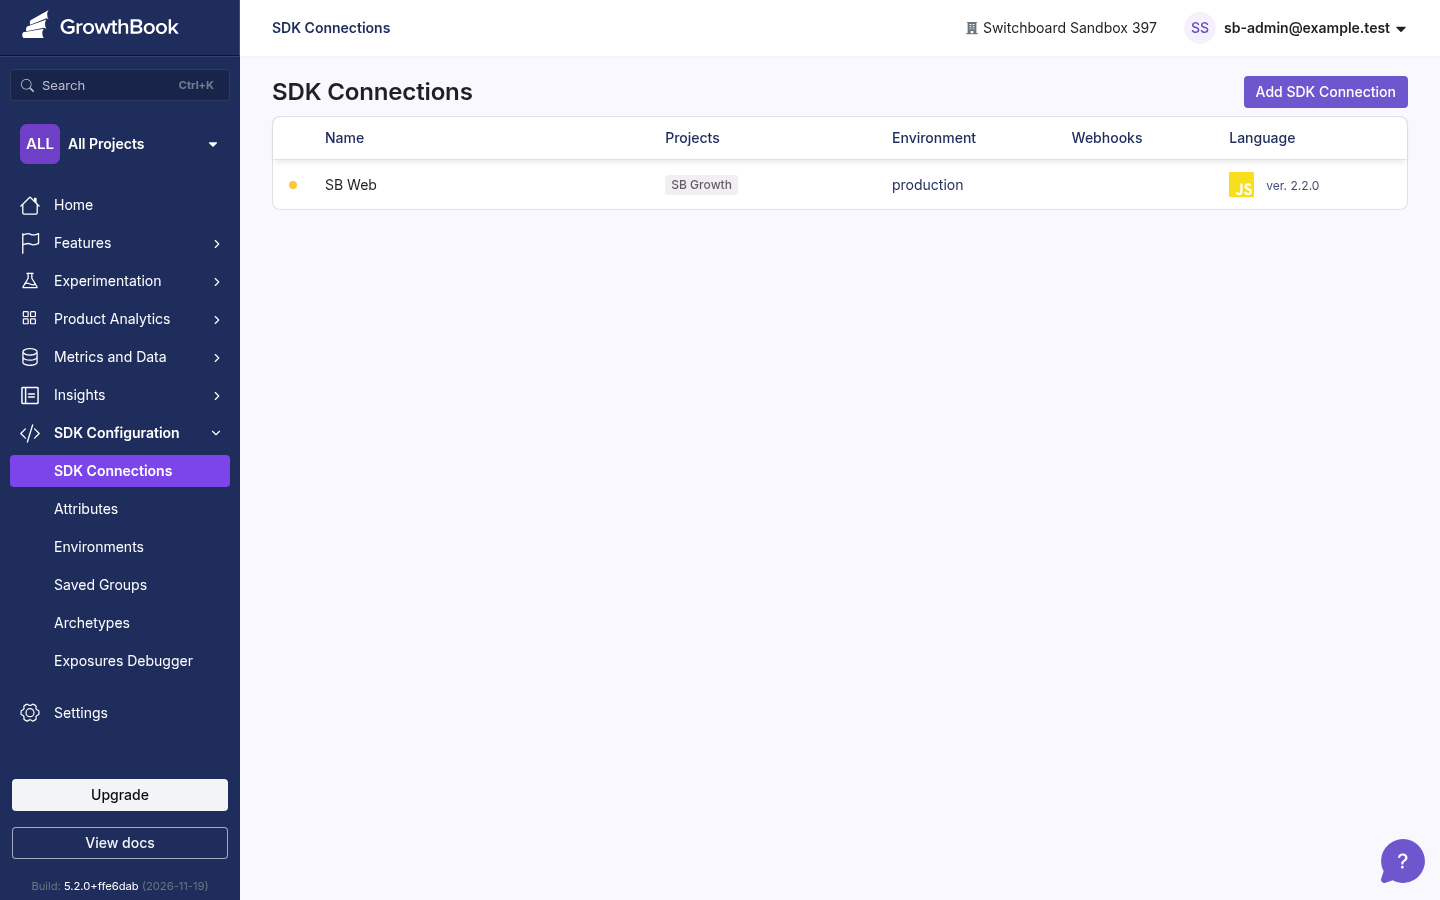 GrowthBook
SDK Connections
Switchboard Sandbox 397
SS
sb-admin@example.test
Search
Ctrl+K
ALL
All Projects
Home
Features
Experimentation
Product Analytics
Metrics and Data
Insights
SDK Configuration
SDK Connections
Attributes
Environments
Saved Groups
Archetypes
Exposures Debugger
Settings
Upgrade
View docs
Build: 5.2.0+ffe6dab (2026-11-19)
SDK Connections
Add SDK Connection
Name Projects Environment Webhooks Language
SB Web SB Growth production JS ver. 2.2.0
?